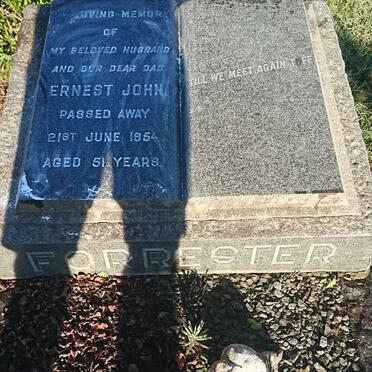 LOVING MEMORY
OF
MY BELOVED HUSBAND
AND OUR DEAR DAD
ERNEST JOHN
PASSED AWAY
21ST JUNE 1954
AGED 51 YEARS.
TILL WE MEET AGAIN
FORRESTER